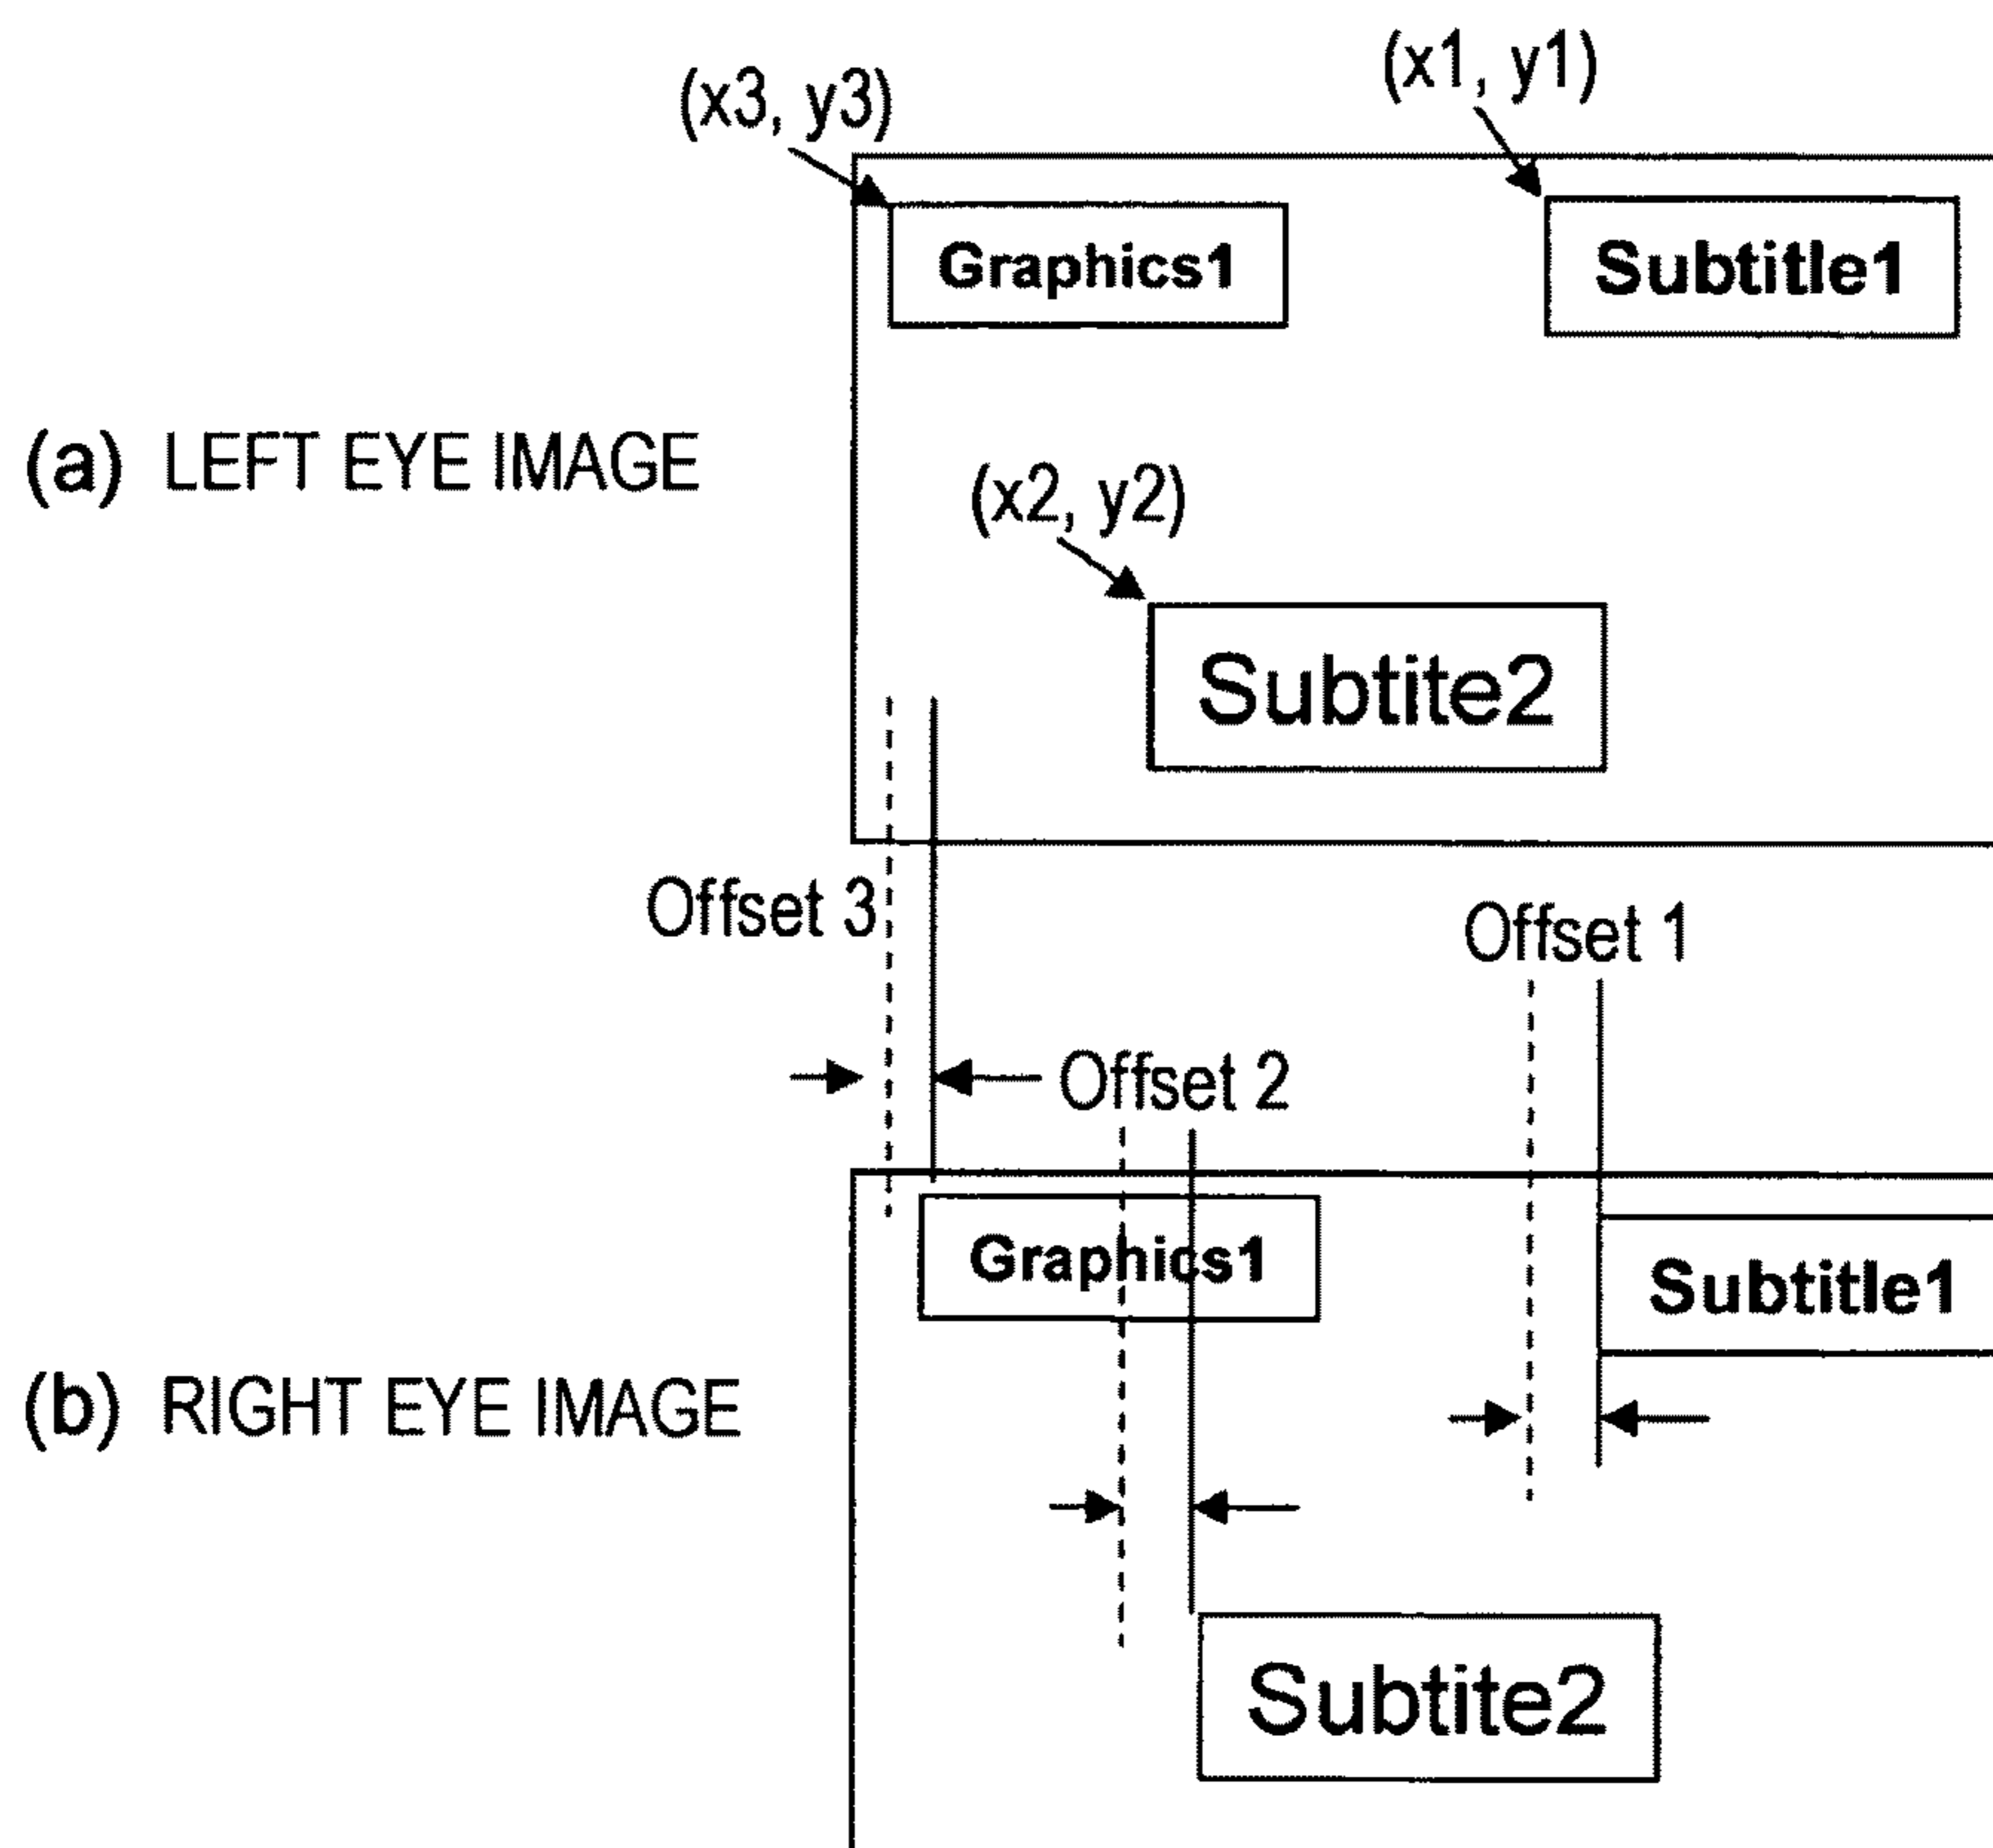 (x1, y1)
(x3, y3)
Graphics1
Subtitle1
(a) LEFT EYE IMAGE
(x2, y2)
Subtite2
Offset 3
Offset 1
Offset 2
Graphics1
Subtitle1
(b) RIGHT EYE IMAGE
Subtite2